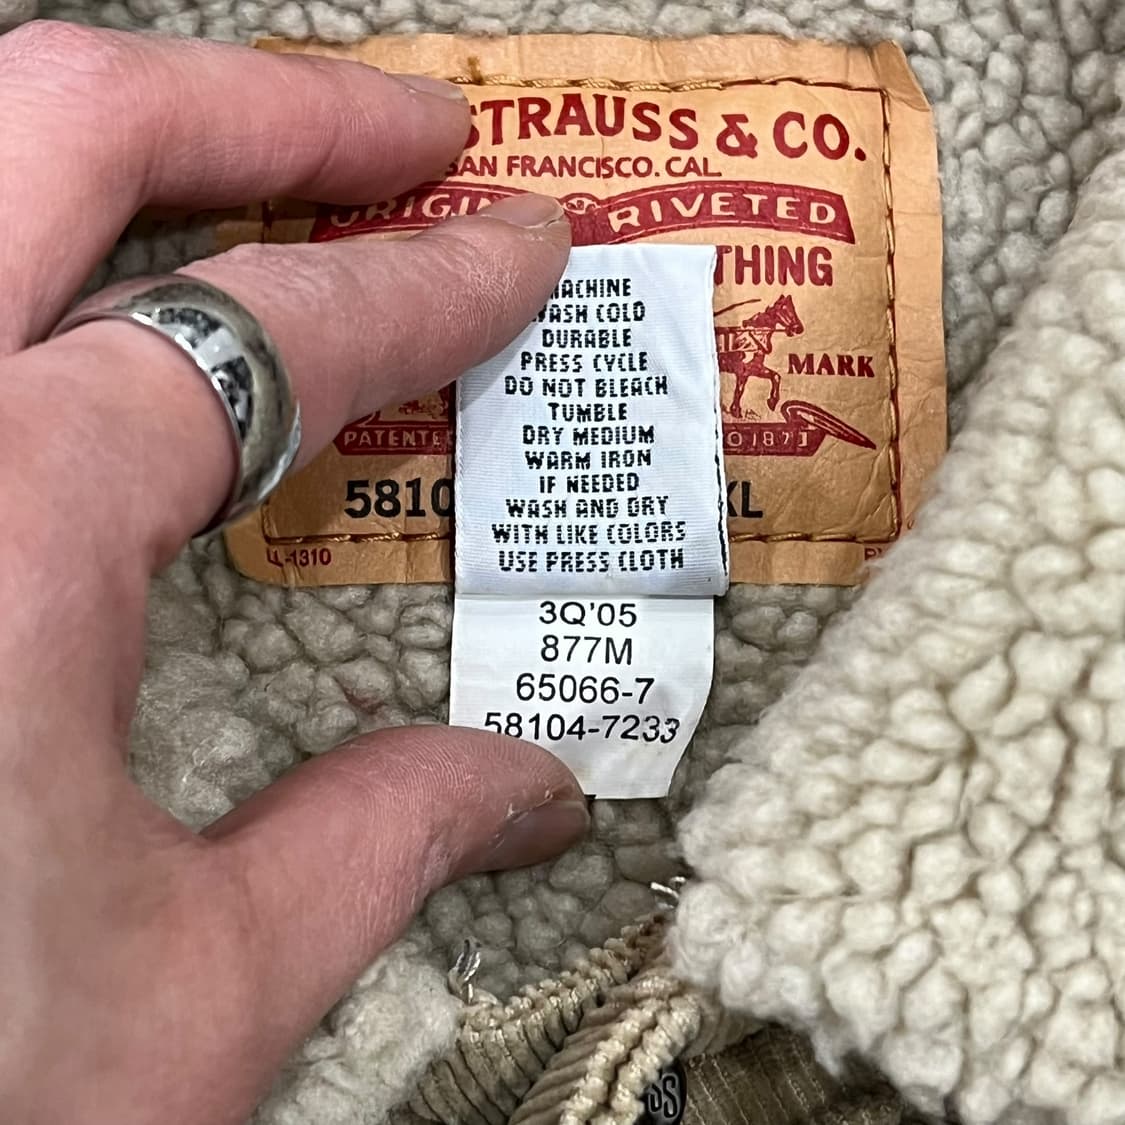 STRAUSS & CO.
SAN FRANCISCO. CAL.
RIVETED
MARK
XL
LL-1310
MACHINE
WASH COLD
DURABLE
PRESS CYCLE
DO NOT BLEACH
TUMBLE
DRY MEDIUM
WARM IRON
IF NEEDED
WASH AND DRY
WITH LIKE COLORS
USE PRESS CLOTH
3Q'05
877M
65066-7
58104-7233